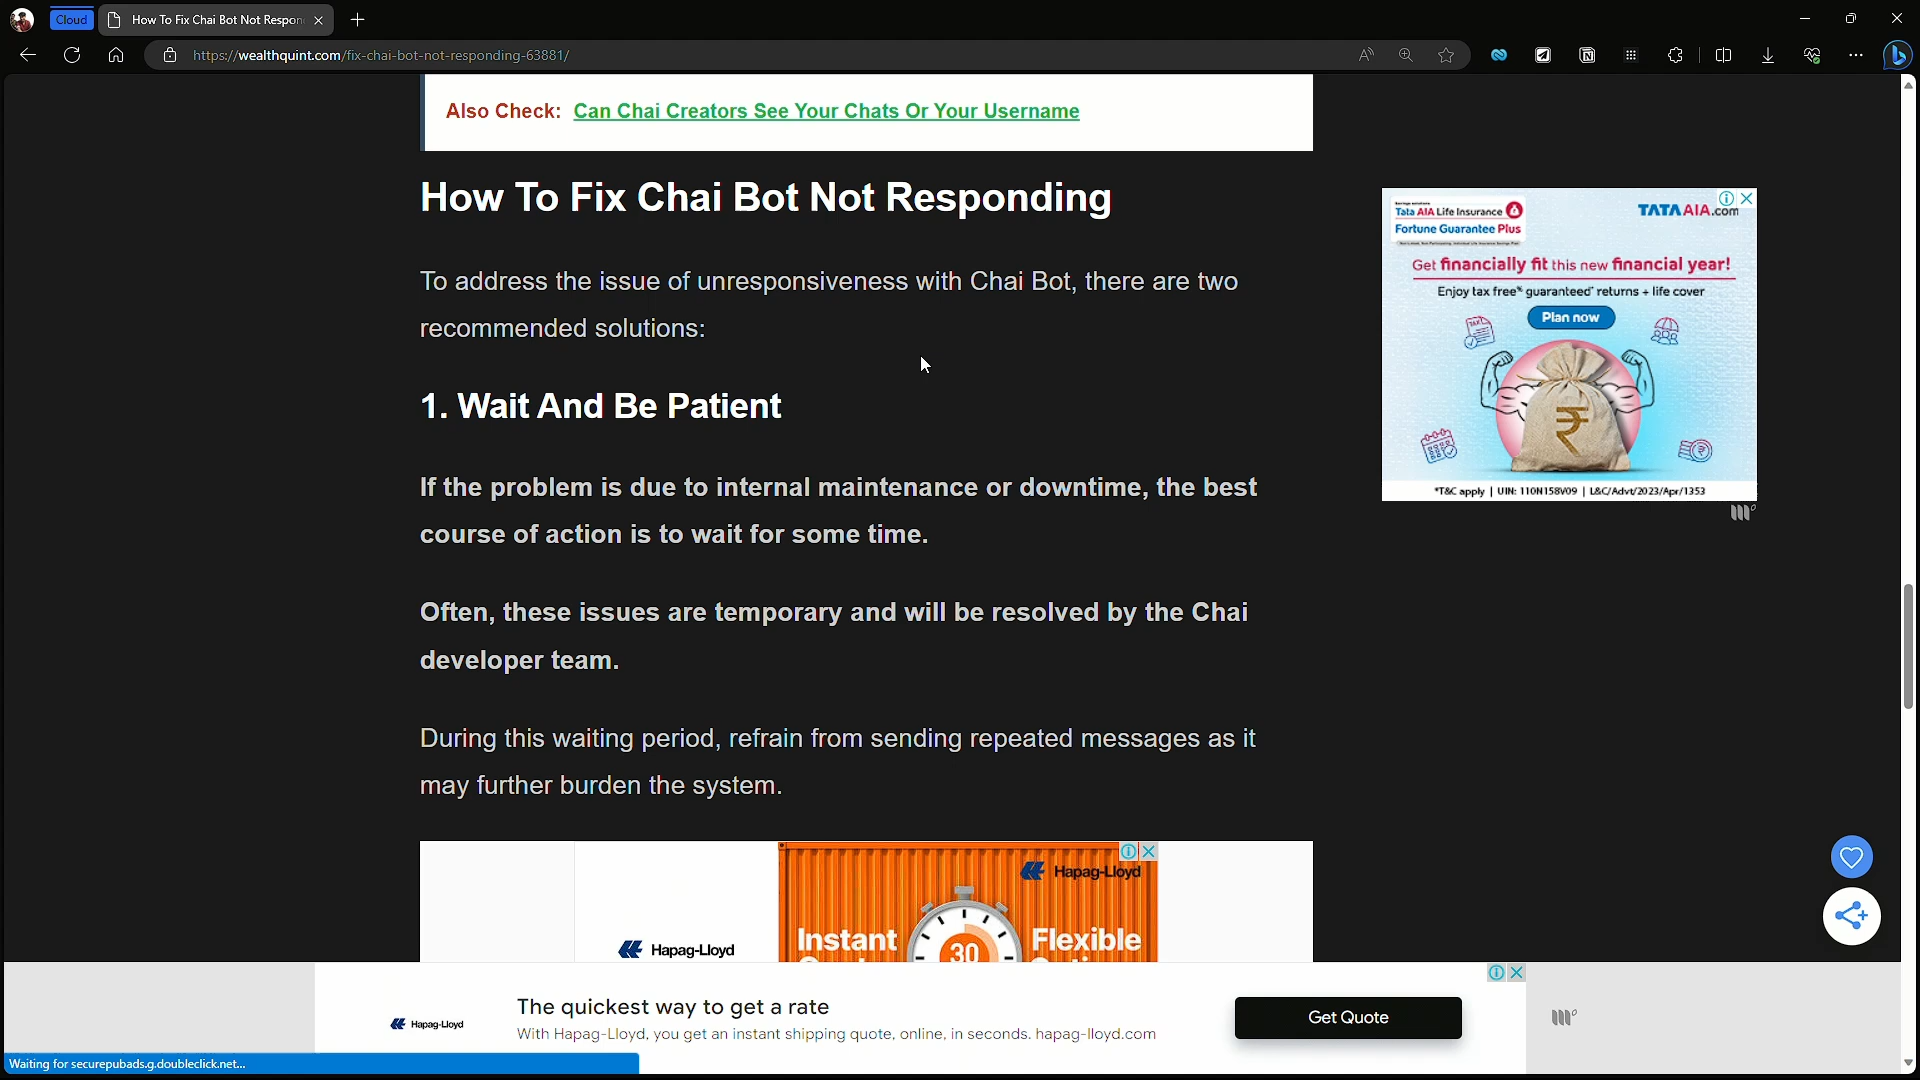 Cloud
How To Fix Chai Bot Not Respon
https://wealthquint.com/fix-chai-bot-not-responding-63881/
Also Check: Can Chai Creators See Your Chats Or Your Username
How To Fix Chai Bot Not Responding
To address the issue of unresponsiveness with Chai Bot, there are two
recommended solutions:
1. Wait And Be Patient
If the problem is due to internal maintenance or downtime, the best
course of action is to wait for some time.
Often, these issues are temporary and will be resolved by the Chai
developer team.
During this waiting period, refrain from sending repeated messages as it
may further burden the system.
Tata AIA Life Insurance
Fortune Guarantee Plus
TATA AIA.com
Get financially fit this new financial year!
Enjoy tax free* guaranteed* returns + life cover
Plan now
TAX
₹
*T&C apply | UIN: 110N158V09 | L&C/Advt/2023/Apr/1353
Hapag-Lloyd
Hapag-Lloyd
Instant
30
Flexible
Hapag-Lloyd
The quickest way to get a rate
With Hapag-Lloyd, you get an instant shipping quote, online, in seconds. hapag-lloyd.com
Get Quote
Waiting for securepubads.g.doubleclick.net...